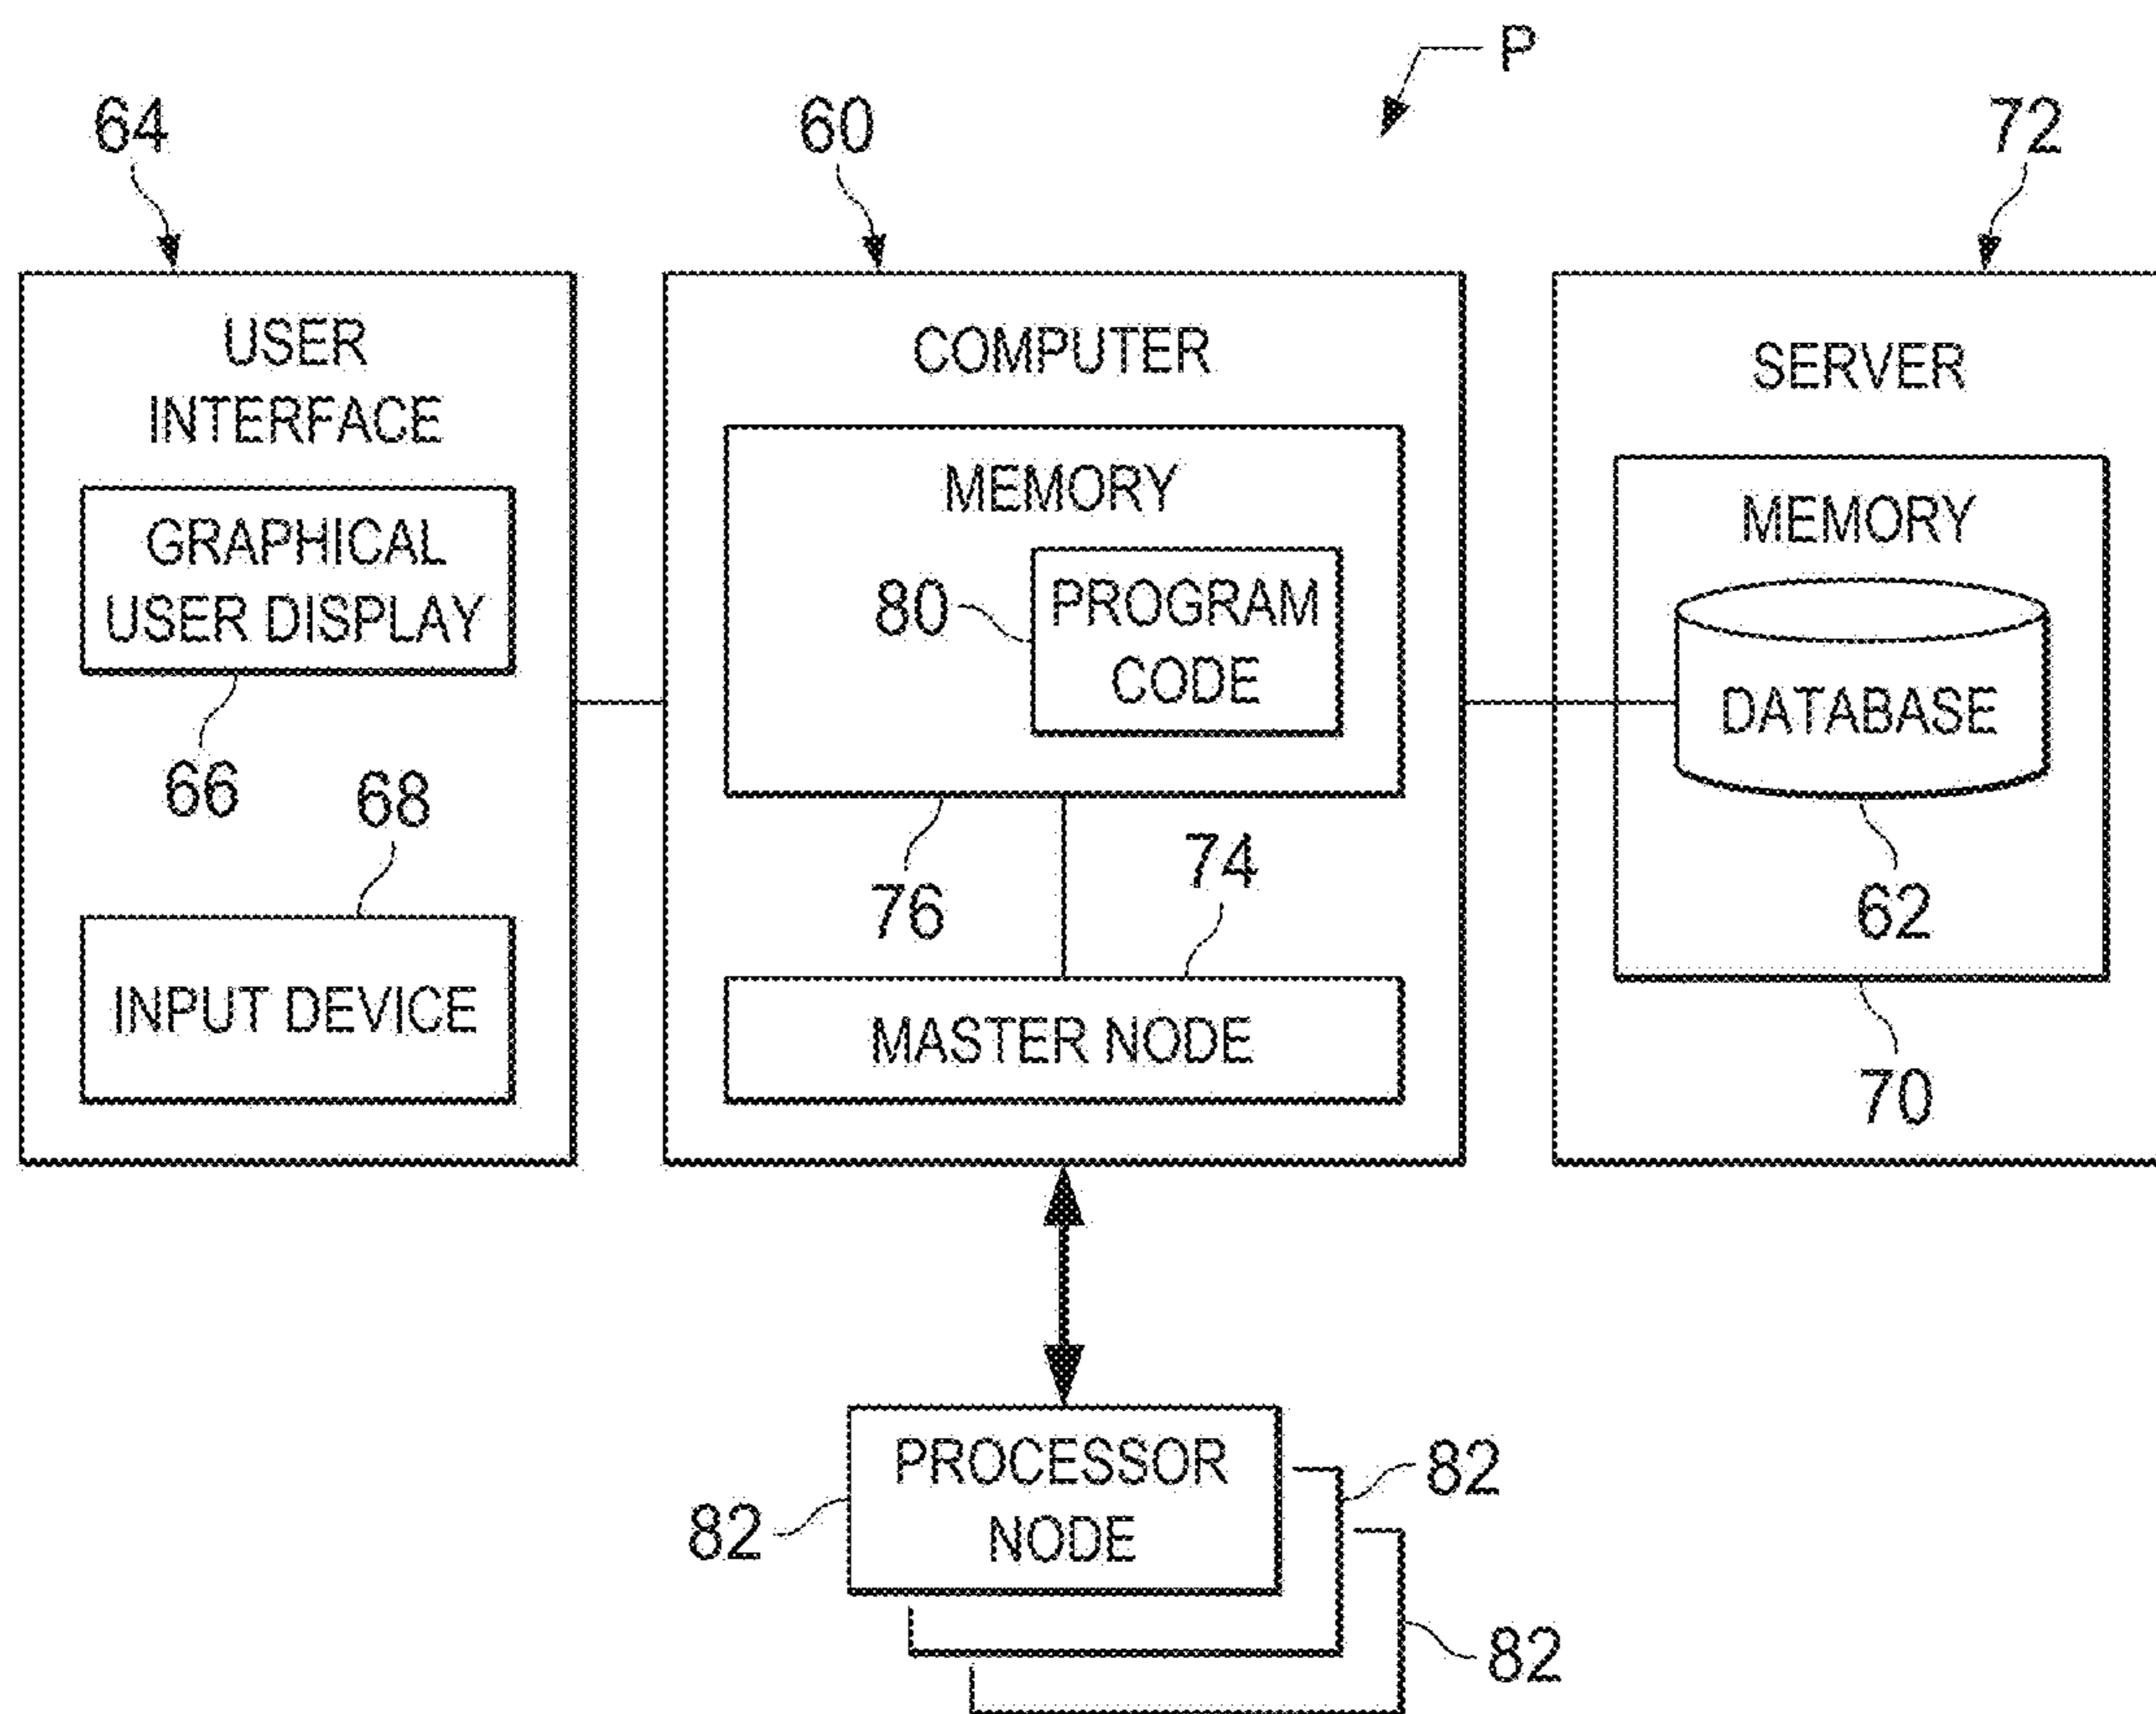 P
64
60
72
USER
INTERFACE
GRAPHICAL
USER DISPLAY
66
68
INPUT DEVICE
COMPUTER
MEMORY
80
PROGRAM
CODE
76
74
MASTER NODE
SERVER
MEMORY
DATABASE
62
70
PROCESSOR
NODE
82
82
82